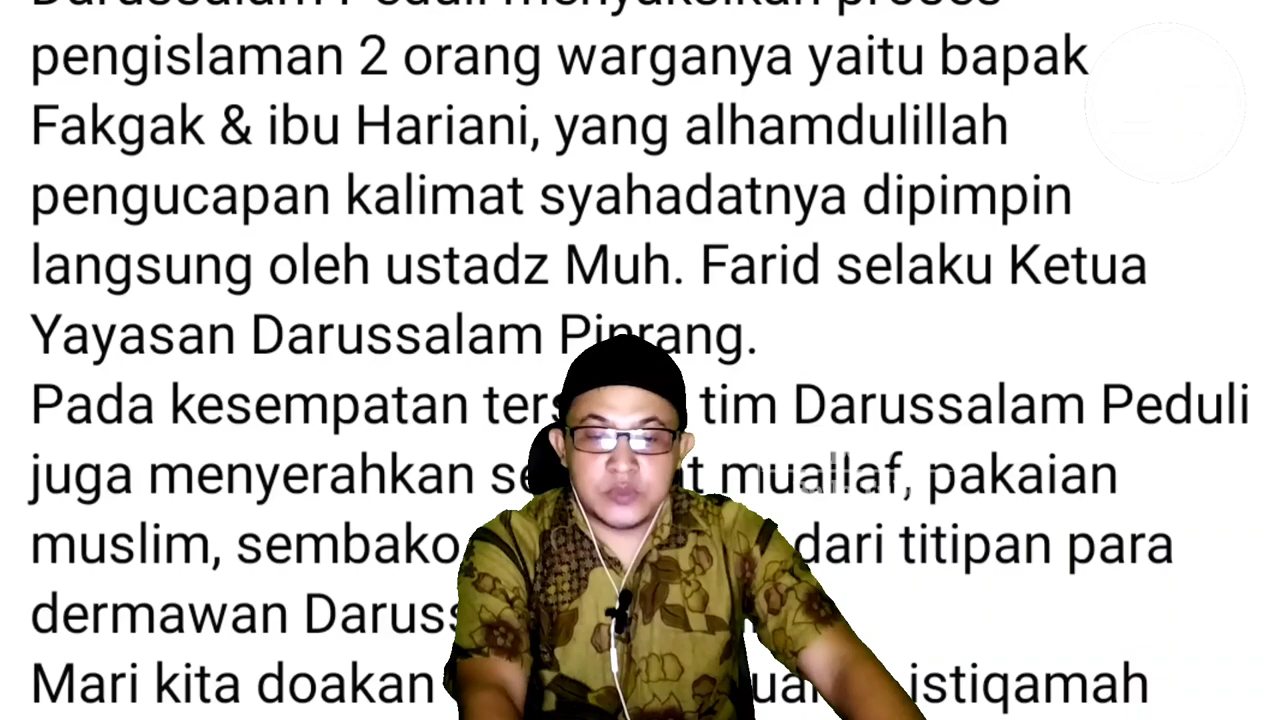 pengislaman 2 orang warganya yaitu bapak
Fakgak & ibu Hariani, yang alhamdulillah
pengucapan kalimat syahadatnya dipimpin
langsung oleh ustadz Muh. Farid selaku Ketua
Yayasan Darussalam Pinrang.
Pada kesempatan tim Darussalam Peduli
juga menyerahkan muallaf, pakaian
muslim, sembako dari titipan para
dermawan
Mari kita doakan istiqamah